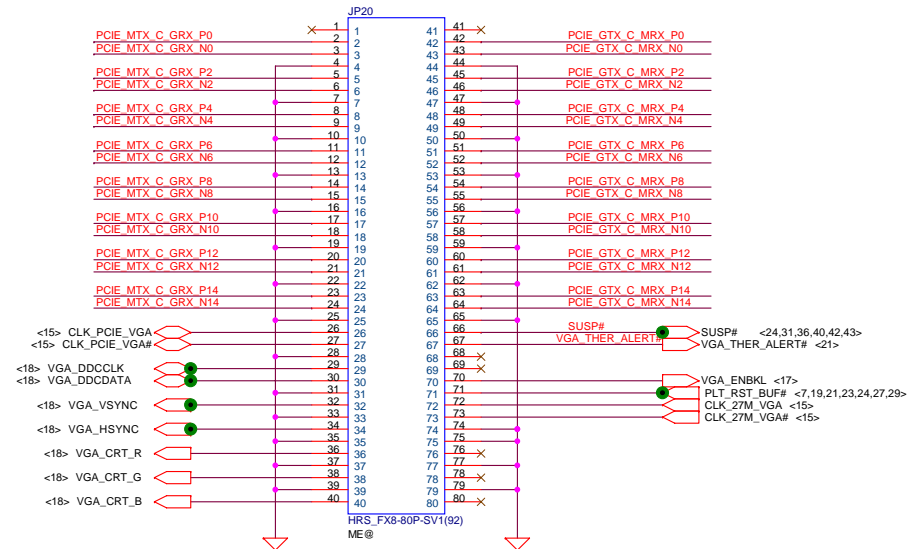 JP20
1 1 41 41
PCIE_MTX_C_GRX_P0 2 2 42 42 PCIE_GTX_C_MRX_P0
PCIE_MTX_C_GRX_N0 3 3 43 43 PCIE_GTX_C_MRX_N0
4 4 44 44
PCIE_MTX_C_GRX_P2 5 5 45 45 PCIE_GTX_C_MRX_P2
PCIE_MTX_C_GRX_N2 6 6 46 46 PCIE_GTX_C_MRX_N2
7 7 47 47
PCIE_MTX_C_GRX_P4 8 8 48 48 PCIE_GTX_C_MRX_P4
PCIE_MTX_C_GRX_N4 9 9 49 49 PCIE_GTX_C_MRX_N4
10 10 50 50
PCIE_MTX_C_GRX_P6 11 11 51 51 PCIE_GTX_C_MRX_P6
PCIE_MTX_C_GRX_N6 12 12 52 52 PCIE_GTX_C_MRX_N6
13 13 53 53
PCIE_MTX_C_GRX_P8 14 14 54 54 PCIE_GTX_C_MRX_P8
PCIE_MTX_C_GRX_N8 15 15 55 55 PCIE_GTX_C_MRX_N8
16 16 56 56
PCIE_MTX_C_GRX_P10 17 17 57 57 PCIE_GTX_C_MRX_P10
PCIE_MTX_C_GRX_N10 18 18 58 58 PCIE_GTX_C_MRX_N10
19 19 59 59
PCIE_MTX_C_GRX_P12 20 20 60 60 PCIE_GTX_C_MRX_P12
PCIE_MTX_C_GRX_N12 21 21 61 61 PCIE_GTX_C_MRX_N12
22 22 62 62
PCIE_MTX_C_GRX_P14 23 23 63 63 PCIE_GTX_C_MRX_P14
PCIE_MTX_C_GRX_N14 24 24 64 64 PCIE_GTX_C_MRX_N14
25 25 65 65
<15> CLK_PCIE_VGA 26 26 66 66 SUSP# SUSP# <24,31,36,40,42,43>
<15> CLK_PCIE_VGA# 27 27 67 67 VGA_THER_ALERT# VGA_THER_ALERT# <21>
28 28 68 68
<18> VGA_DDCCLK 29 29 69 69
<18> VGA_DDCDATA 30 30 70 70 VGA_ENBKL <17>
31 31 71 71 PLT_RST_BUF# <7,19,21,23,24,27,29>
<18> VGA_VSYNC 32 32 72 72 CLK_27M_VGA <15>
33 33 73 73 CLK_27M_VGA# <15>
<18> VGA_HSYNC 34 34 74 74
35 35 75 75
<18> VGA_CRT_R 36 36 76 76
37 37 77 77
<18> VGA_CRT_G 38 38 78 78
39 39 79 79
<18> VGA_CRT_B 40 40 80 80
HRS_FX8-80P-SV1(92)
ME@